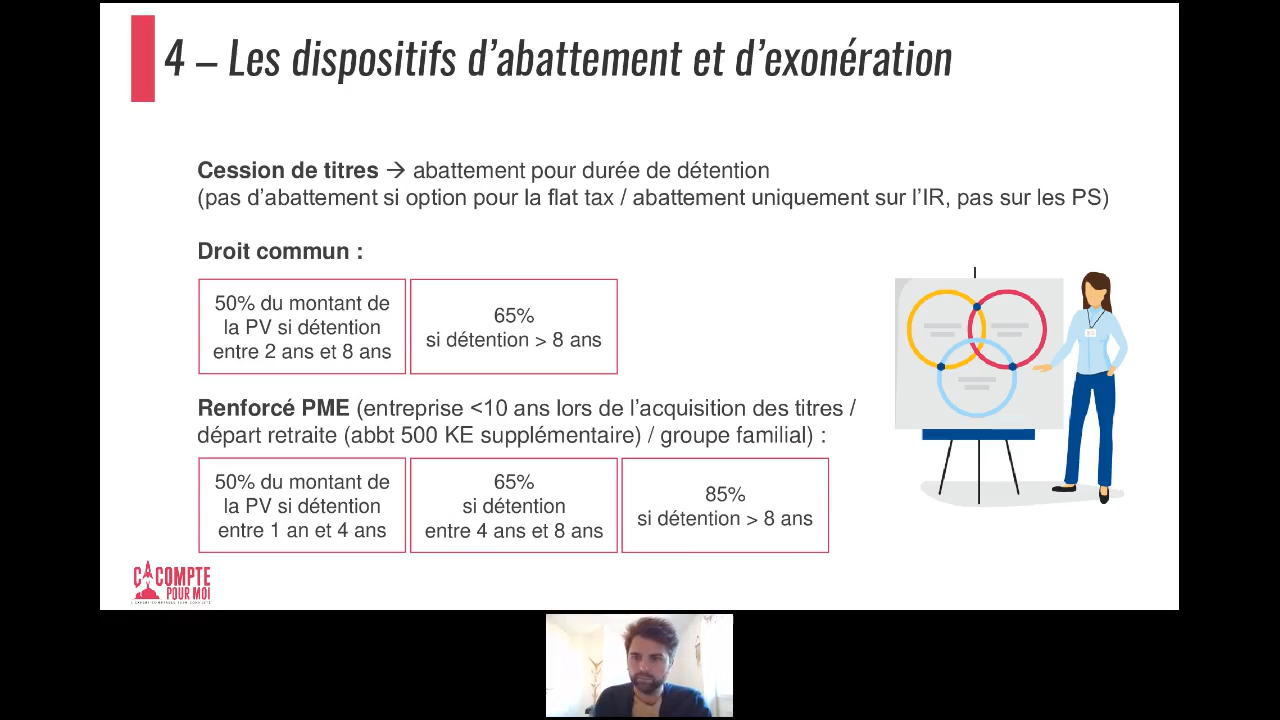 4 – Les dispositifs d'abattement et d'exonération
Cession de titres → abattement pour durée de détention
(pas d'abattement si option pour la flat tax / abattement uniquement sur l'IR, pas sur les PS)
Droit commun :
50% du montant de
la PV si détention
entre 2 ans et 8 ans
65%
si détention > 8 ans
Renforcé PME (entreprise <10 ans lors de l'acquisition des titres /
départ retraite (abbt 500 KE supplémentaire) / groupe familial) :
50% du montant de
la PV si détention
entre 1 an et 4 ans
65%
si détention
entre 4 ans et 8 ans
85%
si détention > 8 ans
ÇA COMPTE
POUR MOI